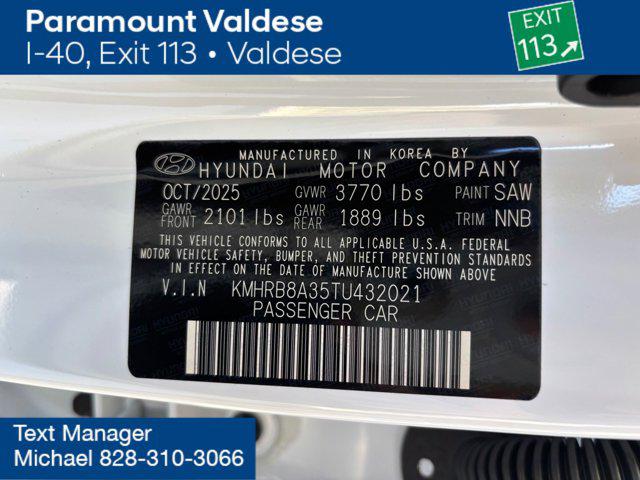 Paramount Valdese
I-40, Exit 113 • Valdese
EXIT
113
MANUFACTURED IN KOREA BY
HYUNDAI MOTOR COMPANY
OCT/2025 GVWR 3770 lbs PAINT SAW
GAWR FRONT 2101 lbs GAWR REAR 1889 lbs TRIM NNB
THIS VEHICLE CONFORMS TO ALL APPLICABLE U.S.A. FEDERAL
MOTOR VEHICLE SAFETY, BUMPER, AND THEFT PREVENTION STANDARDS
IN EFFECT ON THE DATE OF MANUFACTURE SHOWN ABOVE
V.I.N KMHRB8A35TU432021
PASSENGER CAR
Text Manager
Michael 828-310-3066